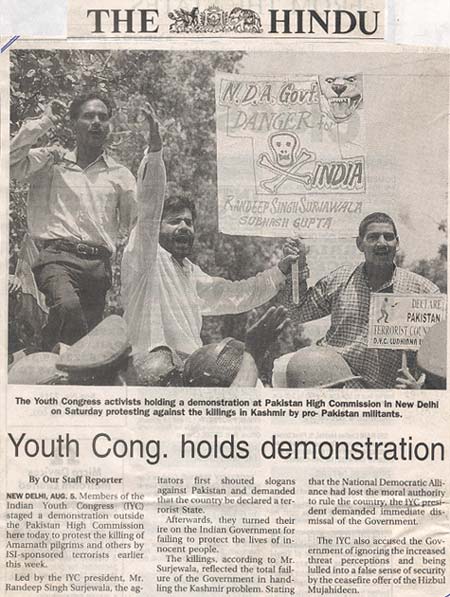 THE HINDU
N.D.A. Govt.
DANGER for
INDIA
RANDEEP SINGH SURJAWALA
SUBHASH GUPTA
DECLARE
PAKISTAN
TERRORIST
D.Y.C. LUDHIANA
The Youth Congress activists holding a demonstration at Pakistan High Commission in New Delhi
on Saturday protesting against the killings in Kashmir by pro- Pakistan militants.
Youth Cong. holds demonstration
By Our Staff Reporter
NEW DELHI, AUG. 5. Members of the
Indian Youth Congress (IYC)
staged a demonstration outside
the Pakistan High Commission
here today to protest the killing of
Amarnath pilgrims and others by
ISI-sponsored terrorists earlier
this week.
Led by the IYC president, Mr.
Randeep Singh Surjewala, the ag-
itators first shouted slogans
against Pakistan and demanded
that the country be declared a ter-
rorist State.
Afterwards, they turned their
ire on the Indian Government for
failing to protect the lives of in-
nocent people.
The killings, according to Mr.
Surjewala, reflected the total fail-
ure of the Government in han-
dling the Kashmir problem. Stating
that the National Democratic Alli-
ance had lost the moral authority
to rule the country, the IYC presi-
dent demanded immediate dis-
missal of the Government.
The IYC also accused the Gov-
ernment of ignoring the increased
threat perceptions and being
lulled into a false sense of security
by the ceasefire offer of the Hizbul
Mujahideen.